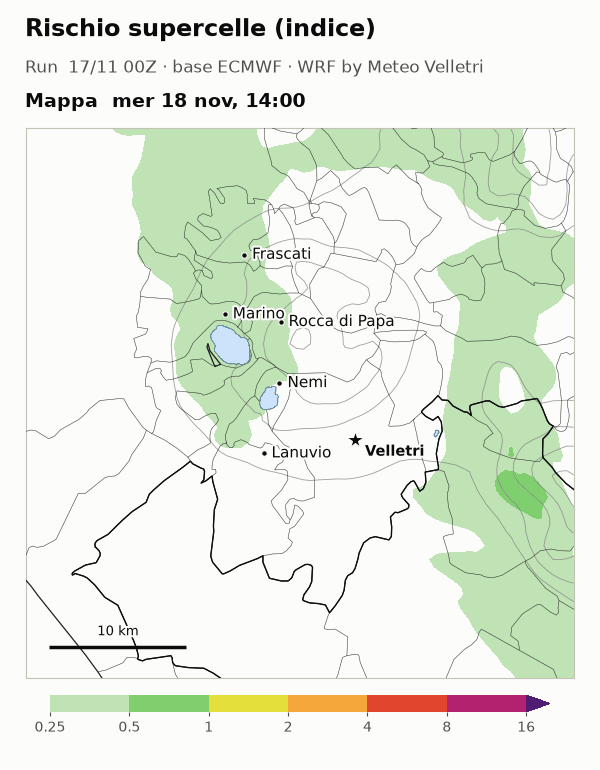 Rischio supercelle (indice)
Run  17/11 00Z · base ECMWF · WRF by Meteo Velletri
Mappa  mer 18 nov, 14:00
Frascati
Marino
Rocca di Papa
Nemi
Velletri
Lanuvio
10 km
0.25 0.5 1 2 4 8 16